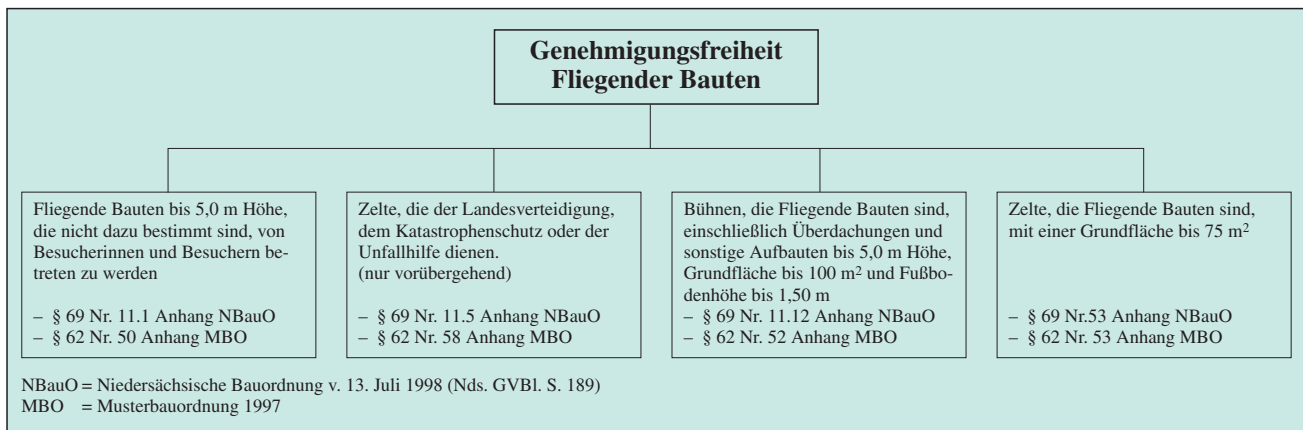 Genehmigungsfreiheit
Fliegender Bauten
Fliegende Bauten bis 5,0 m Höhe,
die nicht dazu bestimmt sind, von
Besucherinnen und Besuchern be-
treten zu werden
– § 69 Nr. 11.1 Anhang NBauO
– § 62 Nr. 50 Anhang MBO
Zelte, die der Landesverteidigung,
dem Katastrophenschutz oder der
Unfallhilfe dienen.
(nur vorübergehend)
– § 69 Nr. 11.5 Anhang NBauO
– § 62 Nr. 58 Anhang MBO
Bühnen, die Fliegende Bauten sind,
einschließlich Überdachungen und
sonstige Aufbauten bis 5,0 m Höhe,
Grundfläche bis 100 m² und Fußbo-
denhöhe bis 1,50 m
– § 69 Nr. 11.12 Anhang NBauO
– § 62 Nr. 52 Anhang MBO
Zelte, die Fliegende Bauten sind,
mit einer Grundfläche bis 75 m²
– § 69 Nr.53 Anhang NBauO
– § 62 Nr. 53 Anhang MBO
NBauO = Niedersächsische Bauordnung v. 13. Juli 1998 (Nds. GVBl. S. 189)
MBO = Musterbauordnung 1997